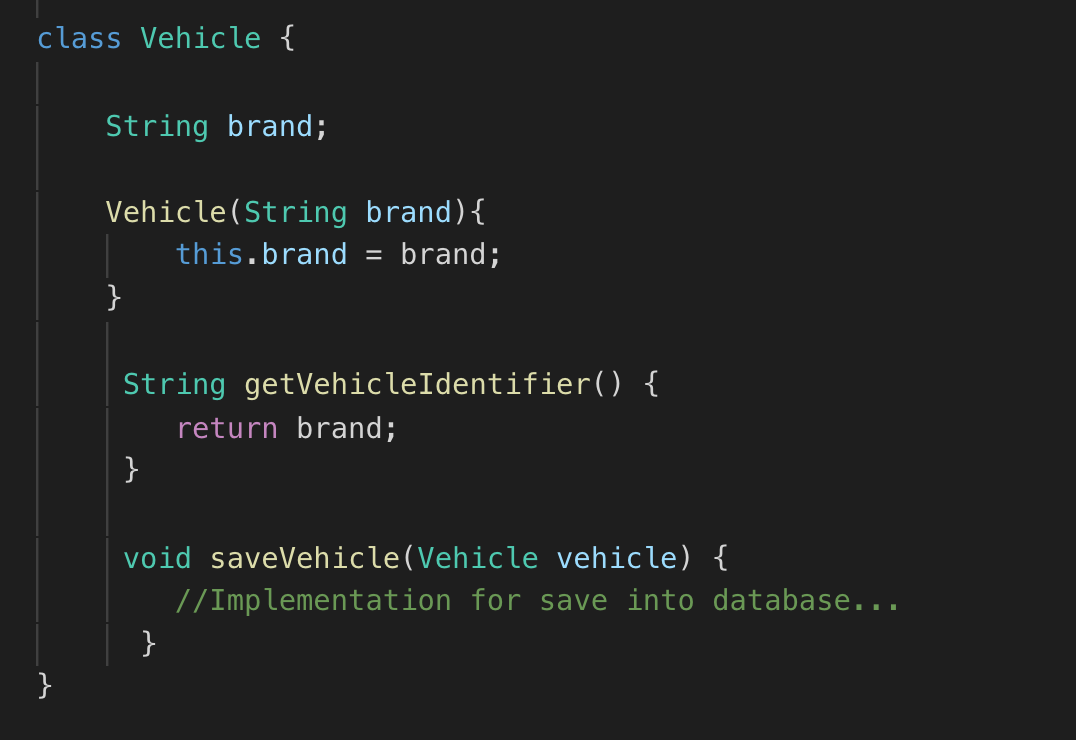 class Vehicle {
String brand;
Vehicle(String brand){
this.brand = brand;
}
String getVehicleIdentifier() {
return brand;
}
void saveVehicle(Vehicle vehicle) {
//Implementation for save into database...
}
}